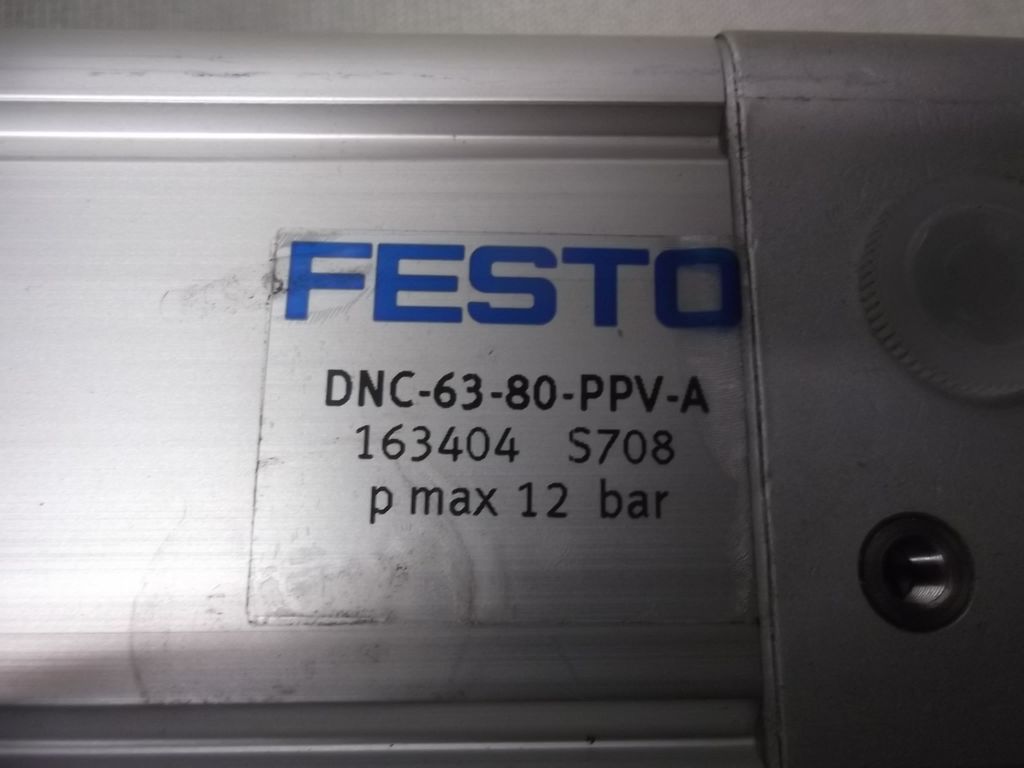 FESTO
DNC-63-80-PPV-A
163404 S708
p max 12 bar